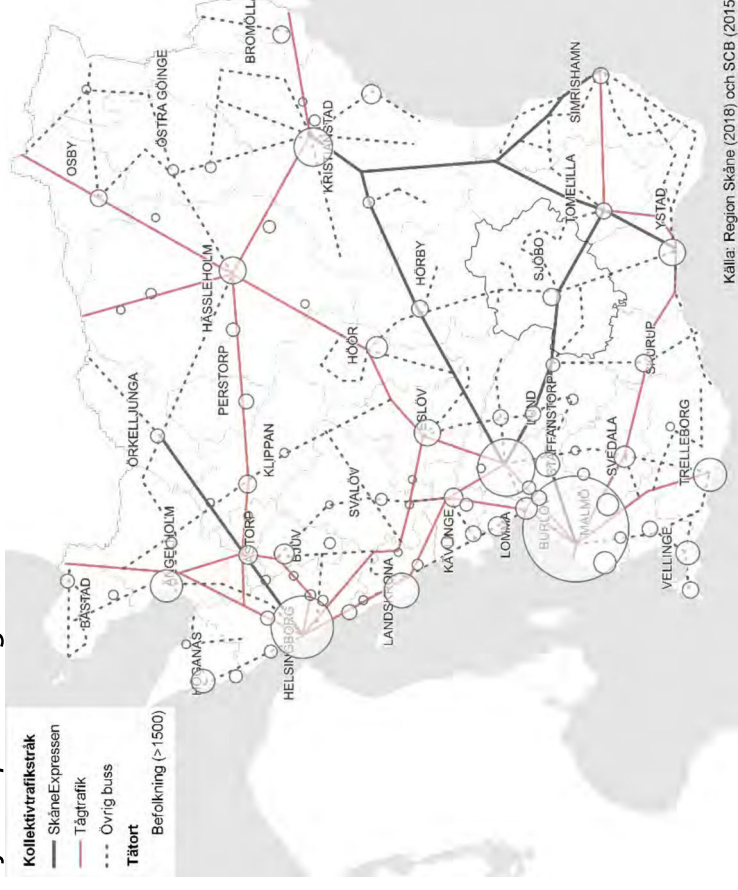 Kollektivtrafikstråk
SkåneExpressen
Tågtrafik
Övrig buss
Tätort
Befolkning (>1500)
BROMÖLL
OSBY
ÖSTRA GÖINGE
KRISTIANSTAD
HÄSSLEHOLM
ÖRKELLJUNGA
PERSTORP
KLIPPAN
BÅSTAD
ÄNGELHOLM
HÖGANÄS
ÅSTORP
BJUV
HELSINGBORG
SVALÖV
LANDSKRONA
HÖÖR
HÖRBY
ESLÖV
KÄVLINGE
LOMMA
LUND
BURLÖV
STAFFANSTORP
MALMÖ
SVEDALA
VELLINGE
TRELLEBORG
SKURUP
SJÖBO
TOMELILLA
SIMRISHAMN
YSTAD
Källa: Region Skåne (2018) och SCB (2015